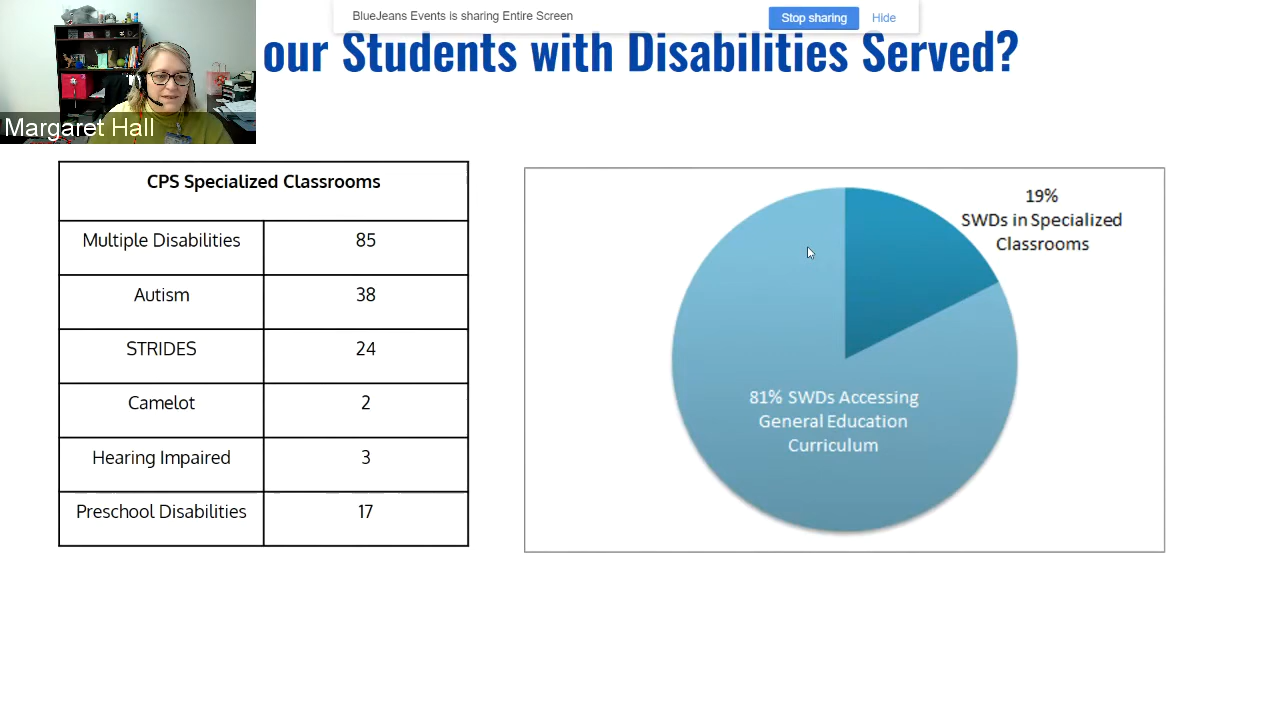 BlueJeans Events is sharing Entire Screen
Stop sharing
Hide
our Students with Disabilities Served?
Margaret Hall
CPS Specialized Classrooms
Multiple Disabilities 85
Autism 38
STRIDES 24
Camelot 2
Hearing Impaired 3
Preschool Disabilities 17
19%
SWDs in Specialized
Classrooms
81% SWDs Accessing
General Education
Curriculum